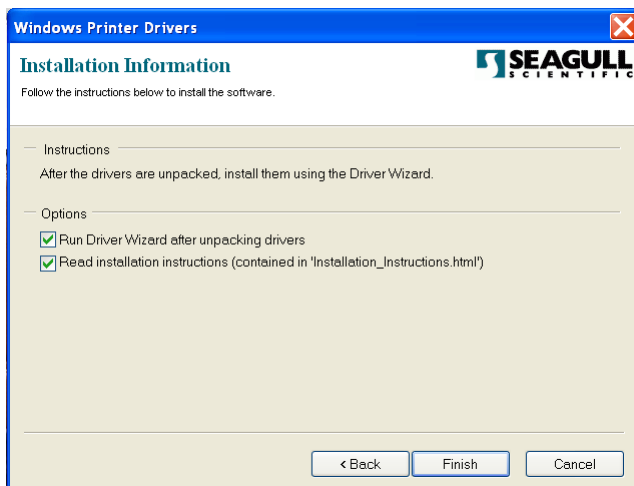 Windows Printer Drivers
Installation Information
SEAGULL
SCIENTIFIC
Follow the instructions below to install the software.
Instructions
After the drivers are unpacked, install them using the Driver Wizard.
Options
Run Driver Wizard after unpacking drivers
Read installation instructions (contained in 'Installation_Instructions.html')
< Back
Finish
Cancel